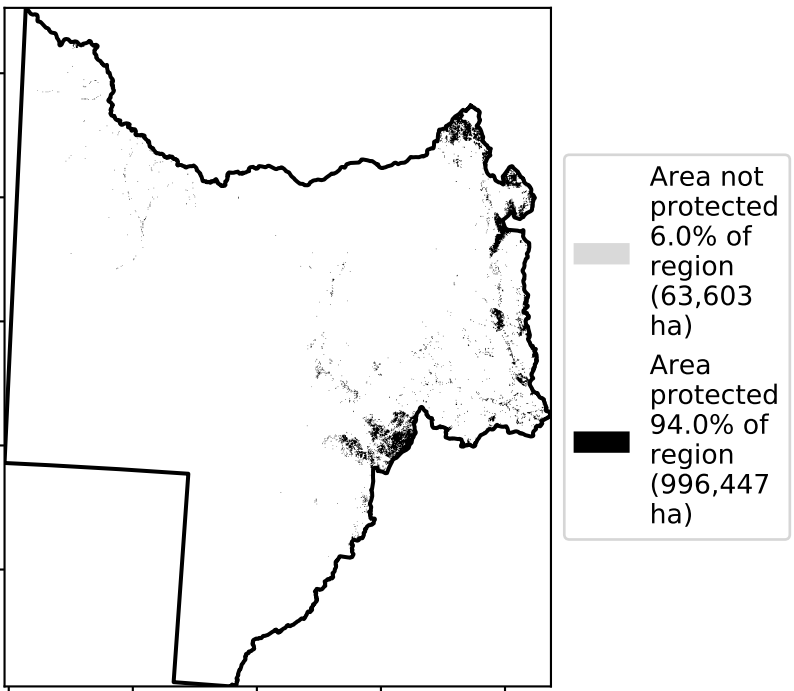 Area not
protected
6.0% of
region
(63,603
ha)
Area
protected
94.0% of
region
(996,447
ha)